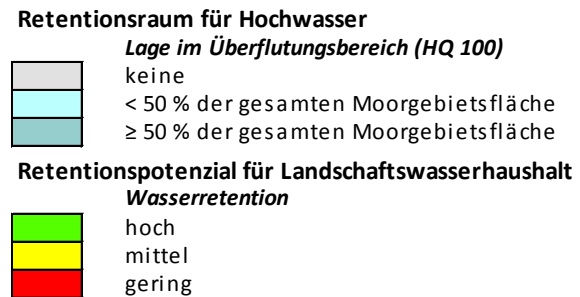 Retentionsraum für Hochwasser
Lage im Überflutungsbereich (HQ 100)
keine
< 50 % der gesamten Moorgebietsfläche
≥ 50 % der gesamten Moorgebietsfläche
Retentionspotenzial für Landschaftswasserhaushalt
Wasserretention
hoch
mittel
gering